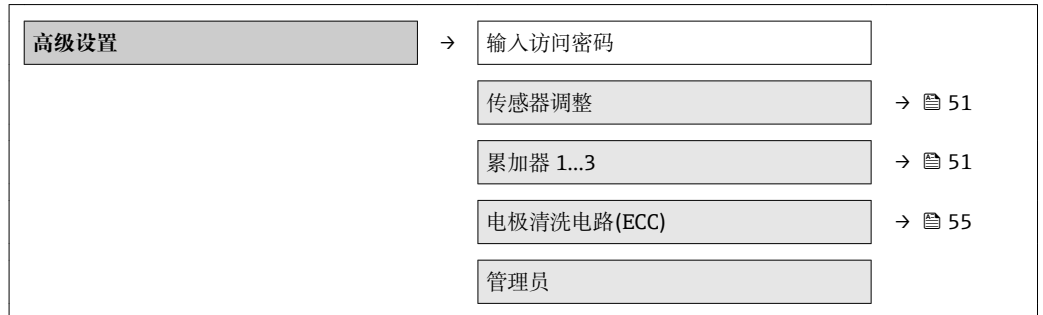 高级设置 → 输入访问密码
传感器调整 → 51
累加器 1...3 → 51
电极清洗电路(ECC) → 55
管理员